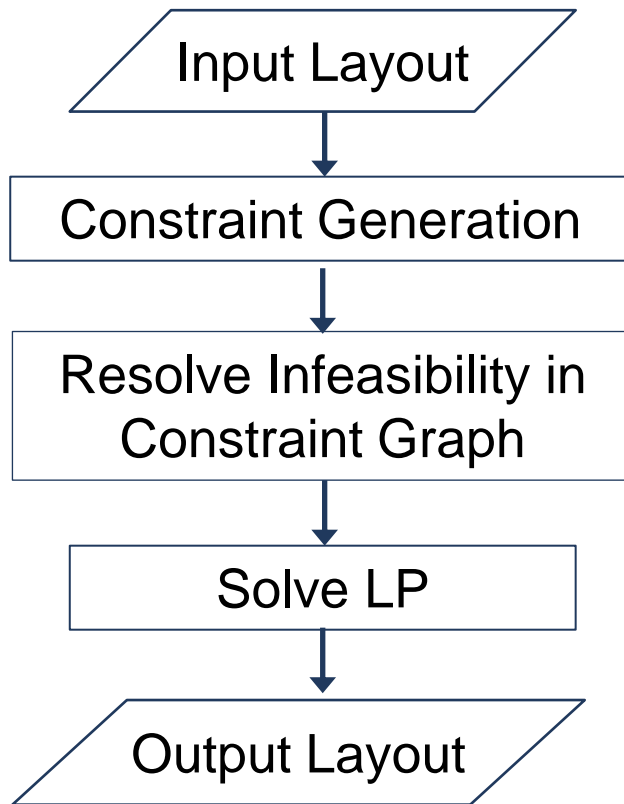 Input Layout
Constraint Generation
Resolve Infeasibility in
Constraint Graph
Solve LP
Output Layout